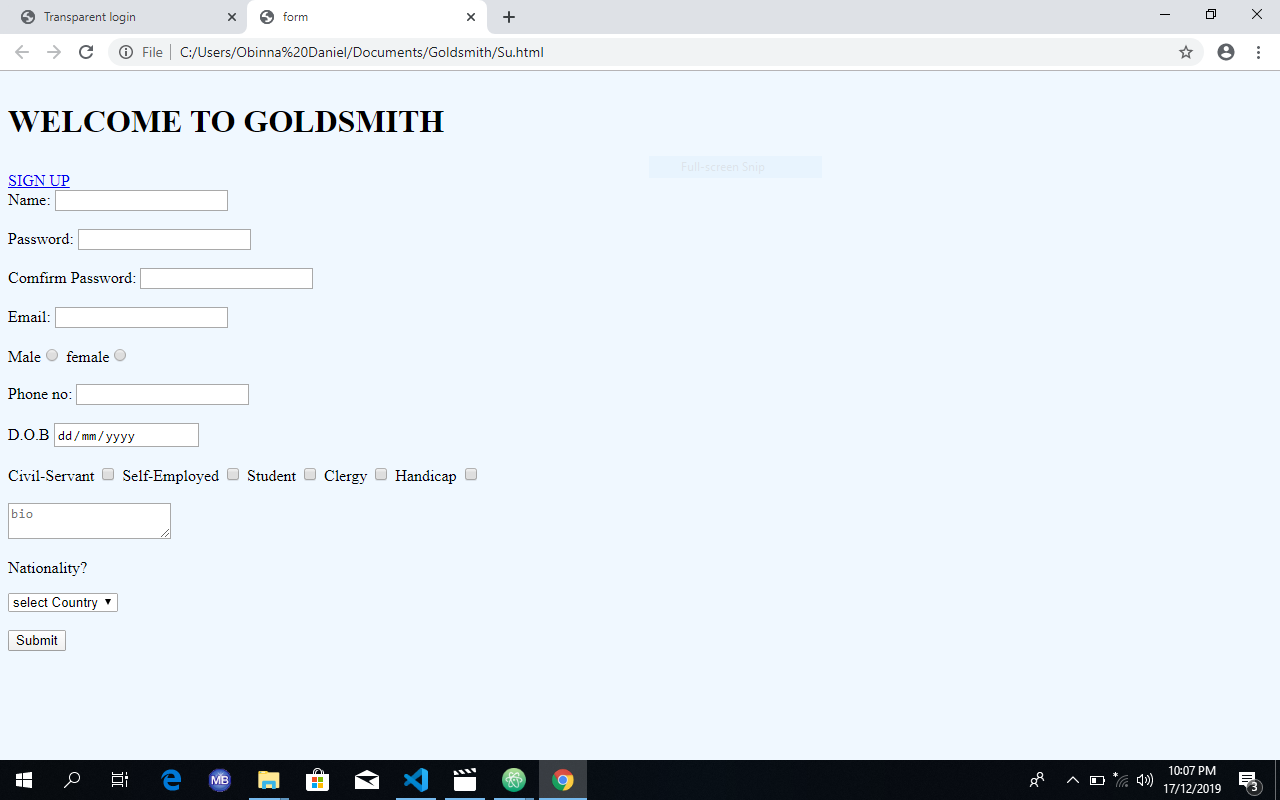 Transparent login
form
File
C:/Users/Obinna%20Daniel/Documents/Goldsmith/Su.html
WELCOME TO GOLDSMITH
Full-screen Snip
SIGN UP
Name:
Password:
Comfirm Password:
Email:
Male female
Phone no:
D.O.B dd/mm/yyyy
Civil-Servant Self-Employed Student Clergy Handicap
bio
Nationality?
select Country
Submit
MB
10:07 PM
17/12/2019
3